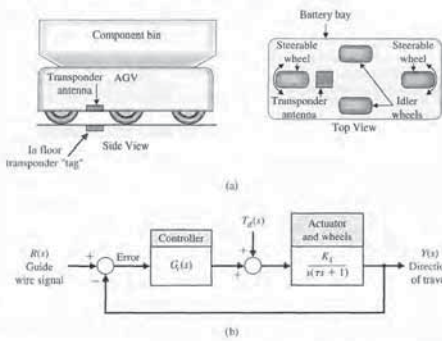 Component bin
Transponder
antenna
AGV
In floor
transponder "tag"
Side View
Battery bay
Steerable
wheel
Steerable
wheel
Transponder
antenna
Idler
wheels
Top View
(a)
R(s)
Guide
wire signal
+
−
Error
Controller
G_c(s)
T_d(s)
+
+
Actuator
and wheels
K_1
s(τs + 1)
Y(s)
Direction
of travel
(b)